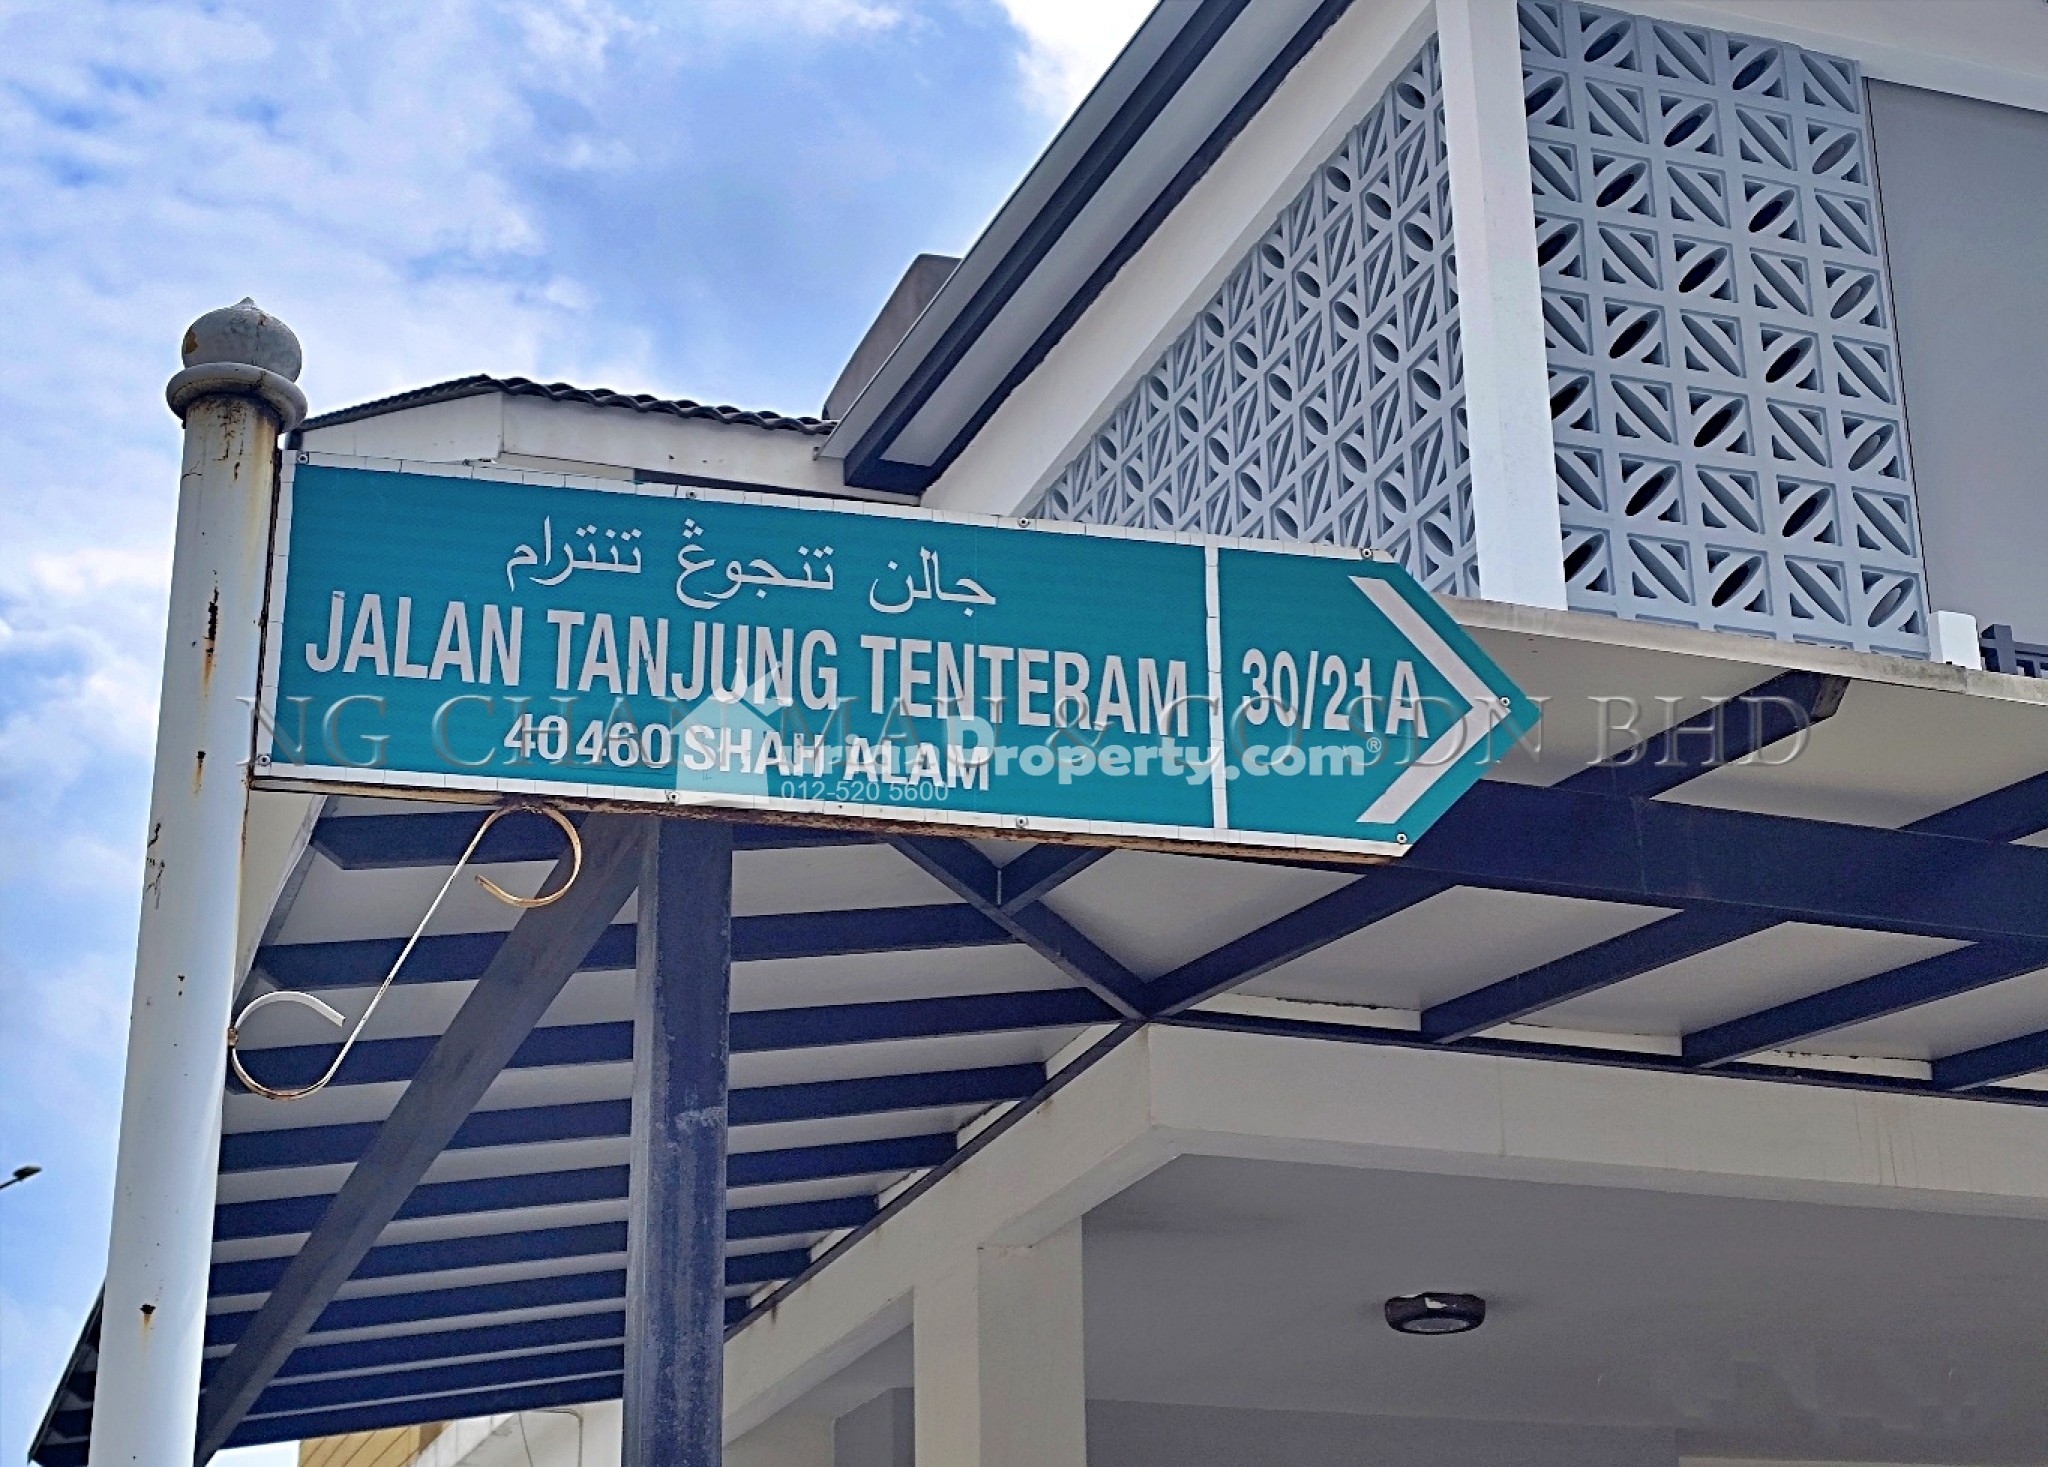 جالن تنجوڠ تنترام
JALAN TANJUNG TENTERAM 30/21A
40460 SHAH ALAM
NG CHAN MAU & CO SDN BHD
AuricaProperty.com®
012-520 5600